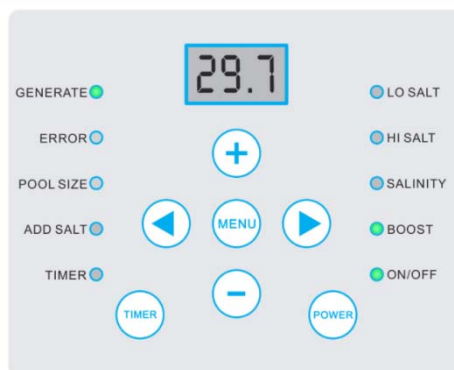 29.7
GENERATE
LO SALT
ERROR
HI SALT
POOL SIZE
SALINITY
ADD SALT
MENU
BOOST
TIMER
ON/OFF
TIMER
POWER